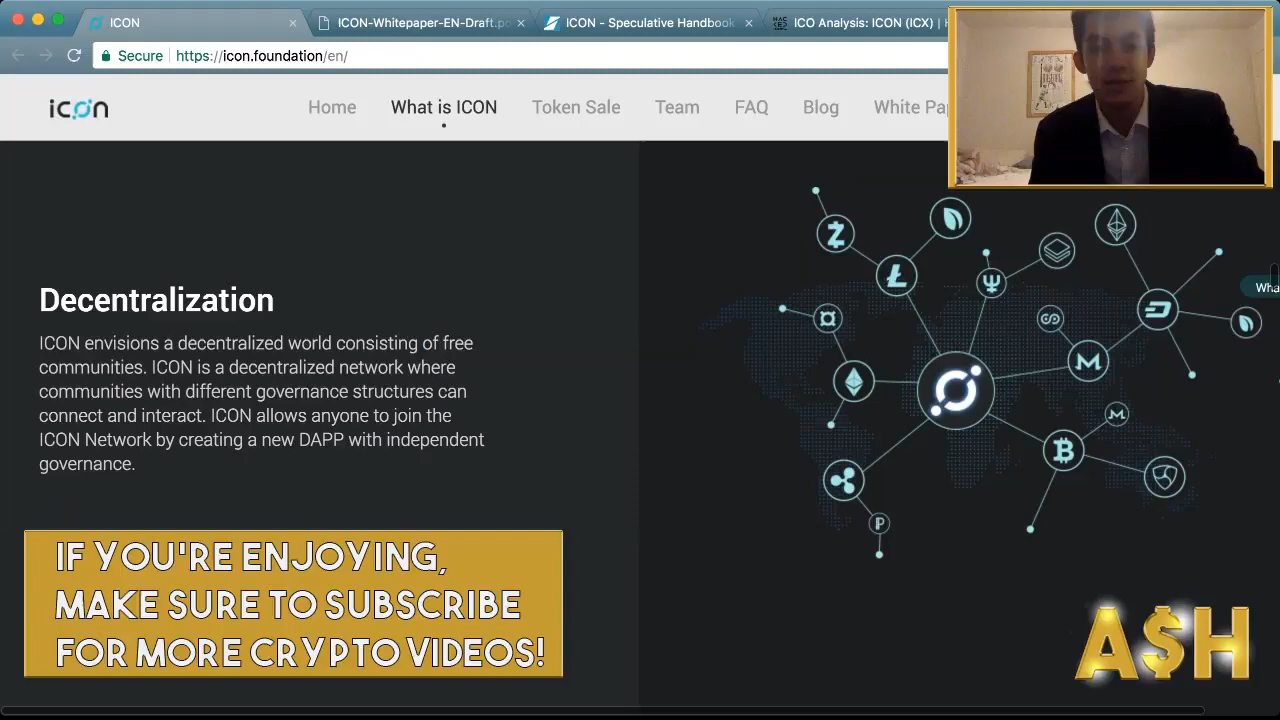 ICON
ICON-Whitepaper-EN-Draft.p
ICON - Speculative Handbook
ICO Analysis: ICON (ICX) | H
Secure
https://icon.foundation/en/
icon
Home
What is ICON
Token Sale
Team
FAQ
Blog
White Pap
Wha
Decentralization
ICON envisions a decentralized world consisting of free
communities. ICON is a decentralized network where
communities with different governance structures can
connect and interact. ICON allows anyone to join the
ICON Network by creating a new DAPP with independent
governance.
IF YOU'RE ENJOYING,
MAKE SURE TO SUBSCRIBE
FOR MORE CRYPTO VIDEOS!
A$H